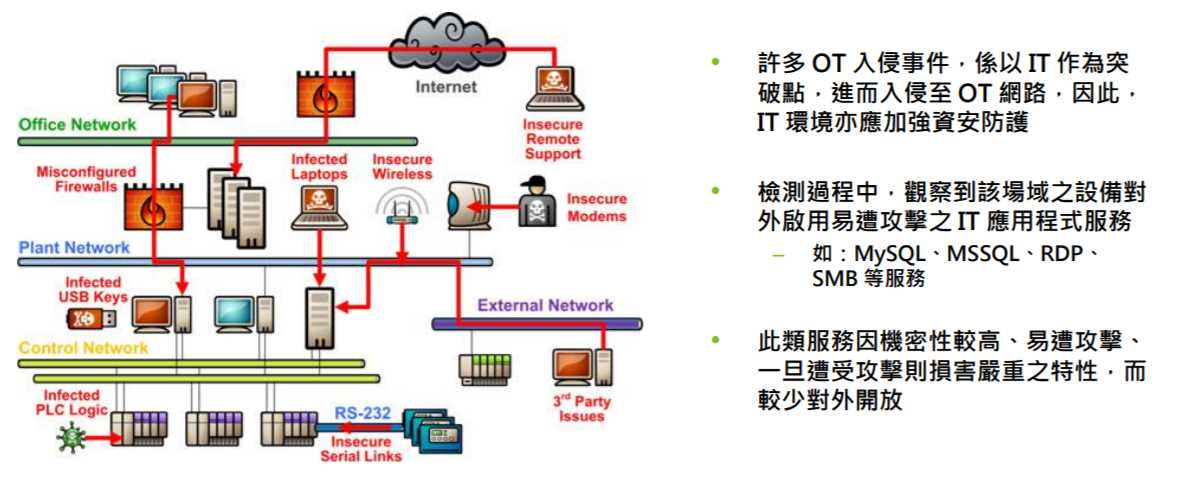 Internet
Office Network
Insecure
Remote
Support
Misconfigured
Firewalls
Infected
Laptops
Insecure
Wireless
Insecure
Modems
Plant Network
Infected
USB Keys
External Network
Control Network
Infected
PLC Logic
RS-232
Insecure
Serial Links
3rd Party
Issues
• 許多 OT 入侵事件，係以 IT 作為突
破點，進而入侵至 OT 網路，因此，
IT 環境亦應加強資安防護
• 檢測過程中，觀察到該場域之設備對
外啟用易遭攻擊之 IT 應用程式服務
– 如：MySQL、MSSQL、RDP、
SMB 等服務
• 此類服務因機密性較高、易遭攻擊、
一旦遭受攻擊則損害嚴重之特性，而
較少對外開放